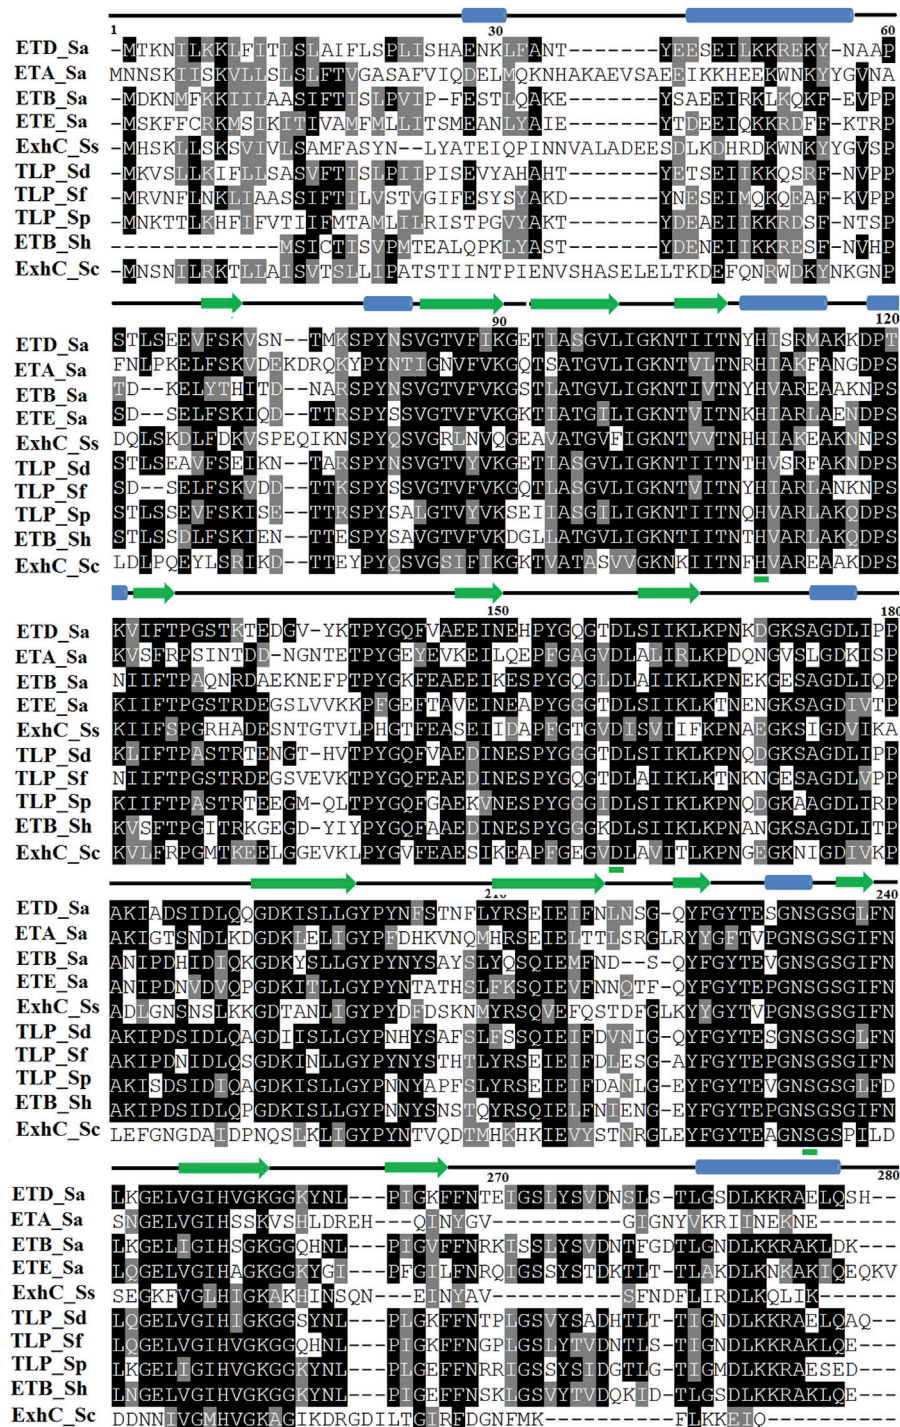 1 30 60
ETD_Sa -MTKNILKKLFITLSLAIFLSPLISHAENKLFANT-------YEESEILKKREKY-NAAP
ETA_Sa MNNSKIISKVLLSLSLFTVGASAFVIQDELMQKNHAKAEVSAEEIKKHEEKWNKYYGVNA
ETB_Sa -MDKNMFKKIILAASIFTISLPVIP-FESTLQAKE-------YSAEEIRKLKQKF-EVPP
ETE_Sa -MSKFFCRKMSIKITIVAMFMLLITSMEANLYAIE-------YTDEEIQKKRDFF-KTRP
ExhC_Ss -MHSKLLSKSVIVLSAMFASYN--LYATEIQPINNVALADEESDLKDHRDKWNKYYGVSP
TLP_Sd -MKVSLLKIFLLSASVFTISLPIIPISEVYAHAHT-------YETSEIIKKQSRF-NVPP
TLP_Sf -MRVNFLNKLIAASSIFTILVSTVGIFESYSYAKD-------YNESEIMQKQEAF-KVPP
TLP_Sp -MNKTTLKHFLFVTIIFMTAMLILRISTPGVYAKT-------YDEAEIIKKRDSF-NTSP
ETB_Sh -------------MSICTISVPMTEALQPKLYAST-------YDENEIIKKRESF-NVHP
ExhC_Sc -MNSNILRKTLLAISVTSLLIPATSTIINTPIENVSHASELELTKDEFQNRWDKYNKGNP
90 120
ETD_Sa STLSEEVFSKVSN--TMKSPYNSVGTVFIKGETIASGVLIGKNTIITNYHISRMAKKDPT
ETA_Sa FNLPKELFSKVDEKDRQKYPYNTIGNVFVKGQTSATGVLIGKNTVLTNRHIAKFANGDPS
ETB_Sa TD--KELYTHITD--NARSPYNSVGTVFVKGSTLATGVLIGKNTIVTNYHVAREAAKNPS
ETE_Sa SD--SELFSKIQD--TTRSPYSSVGTVFVKGKTIATGILIGKNTVITNKHIARLAENDPS
ExhC_Ss DQLSKDLFDKVSPEQIKNSPYQSVGRLNVQGEAVATGVFIGKNTVVTNHHIAKEAKNNPS
TLP_Sd STLSEAVFSEIKN--TARSPYNSVGTVYVKGETIASGVLIGKNTIITNTHVSRFAKNDPS
TLP_Sf SD--SELFSKVDD--TTKSPYSSVGTVFVKGQTLASGVLIGKNTVITNYHIARLANKNPS
TLP_Sp STLSSEVFSKISE--TTRSPYSALGTVYVKSEIIASGILIGKNTIITNQHVARLAKQDPS
ETB_Sh STLSSDLFSKIEN--TTESPYSAVGTVFVKDGLLATGVLIGKNTIITNTHVARLAKNDPS
ExhC_Sc LDLPQEYLSRIKD--TTEYPYQSVGSIFIKGKTVATASVVGKNKIITNFHVAREAAKDPS
150 180
ETD_Sa KVIFTPGSTKTEDGV-YKTPYGQFVAEEINEHPYGQGTDLSIIKLKPNKDGKSAGDLIPP
ETA_Sa KVSFRPSINTDD-NGNTETPYGEYEVKEILQEPFGAGVDLALIRLKPDQNGVSLGDKISP
ETB_Sa NIIFTPAQNRDAEKNEFPTPYGKFEAEEIKESPYGQGLDLAIIKLKPNEKGESAGDLIQP
ETE_Sa KIIFTPGSTRDEGSLVVKKPFGEFTAVEINEAPYGGGTDLSIIKLKTNENGKSAGDIVTP
ExhC_Ss KIIFSPGRHADESNTGTVLPHGTFEASEIIDAPFGTGVDISVIIFKPNAEGKSIGDVIKA
TLP_Sd KLIFTPASTRTENGT-HVTPYGQFVAEDINESPYGGGTDLSIIKLKPNQDGKSAGDLIPP
TLP_Sf NIIFTPGSTRDEGSVEVKTPYGQFEAEDINESPYGQGTDLAIIKLKTNKNGESAGDLVPP
TLP_Sp KIIFTPASTRTEEGM-QLTPYGQFGAEKVNESPYGGGIDLSIIKLKPNQDGKAAGDLIRP
ETB_Sh KVSFTPGITRKGEGD-YIYPYGQFAAEDINESPYGGGKDLSIIKLKPNANGKSAGDLITP
ExhC_Sc KVLFRPGMTKEELGGEVKLPYGVFEAESIKEAPFGEGVDLAVITLKPNGEGKNIGDIVKP
210 240
ETD_Sa AKIADSIDLQQGDKISLLGYPYNFSTNFLYRSEIEIFNLNSG-QYFGYTESGNSGSGLFN
ETA_Sa AKIGTSNDLKDGDKLELIGYPFDHKVNQMHRSEIELTTLSRGLRYYGFTVPGNSGSGIFN
ETB_Sa ANIPDHIDIQKGDKYSLLGYPYNYSAYSLYQSQIEMFND--S-QYFGYTEVGNSGSGIFN
ETE_Sa ANIPDNVDVQPGDKITLLGYPYNTATHSLFKSQIEVFNNQTF-QYFGYTEPGNSGSGIFN
ExhC_Ss ADLGNSNSLKKGDTANLIGYPYDFDSKNMYRSQVEFQSTDFGLKYYGYTVPGNSGSGIFN
TLP_Sd AKIPDSIDLQAGDIISLLGYPNHYSAFSLFSSQIEIFDVNIG-QYFGYTESGNSGSGLFN
TLP_Sf AKIPDNIDLQSGDKINLLGYPYNYSTHTLYRSEIEIFDLESG-AYFGYTEPGNSGSGIFN
TLP_Sp AKISDSIDIQAGDKISLLGYPNNYAPFSLYRSEIEIFDANLG-EYFGYTEVGNSGSGLFD
ETB_Sh AKIPDSIDLQPGDKISLLGYPNNYSNSTQYRSQIELFNIENG-EYFGYTEPGNSGSGIFN
ExhC_Sc LEFGNGDAIDPNQSLKLIGYPYNTVQDTMHKHKIEVYSTNRGLEYFGYTEAGNSGSPILD
270 280
ETD_Sa LKGELVGIHVGKGGKYNL---PIGKFFNTEIGSLYSVDNSLS-TLGSDLKKRAELQSH--
ETA_Sa SNGELVGIHSSKVSHLDREH--QINYGV----------GIGNYVKRIINEKNE------
ETB_Sa LKGELIGIHSGKGGQHNL---PIGVFFNRKISSLYSVDNTFGDTLGNDLKKRAKLDK---
ETE_Sa LQGELVGIHAGKGGKYGI---PFGILFNRQIGSSYSTDKTLT-TLAKDLKNKAKIQEQKV
ExhC_Ss SEGKFVGLHIGKAKHINSQN--EINYAV----------SFNDFLIRDLKQLIK-----
TLP_Sd LQGELVGIHIGKGGSYNL---PLGKFFNTPLGSVYSADHTLT-TIGNDLKKRAELQAQ--
TLP_Sf LQGELVGIHVGKGGQHNL---PIGKFFNGPLGSLYTVDNTLS-TIGNDLKKRAKLQE---
TLP_Sp LKGELIGIHVGKGGKYNL---PLGEFFNRRIGSSYSIDGTLG-TIGMDLKKRAESED---
ETB_Sh LNGELVGIHVGKGGKYNL---PIGEFFNSKLGSVYTVDQKID-TLGSDLKKRAKLQE---
ExhC_Sc DDNNIVGMHVGKAGIKDRGDILTGIRFDGNFMK-----------FLKKEIQ---------